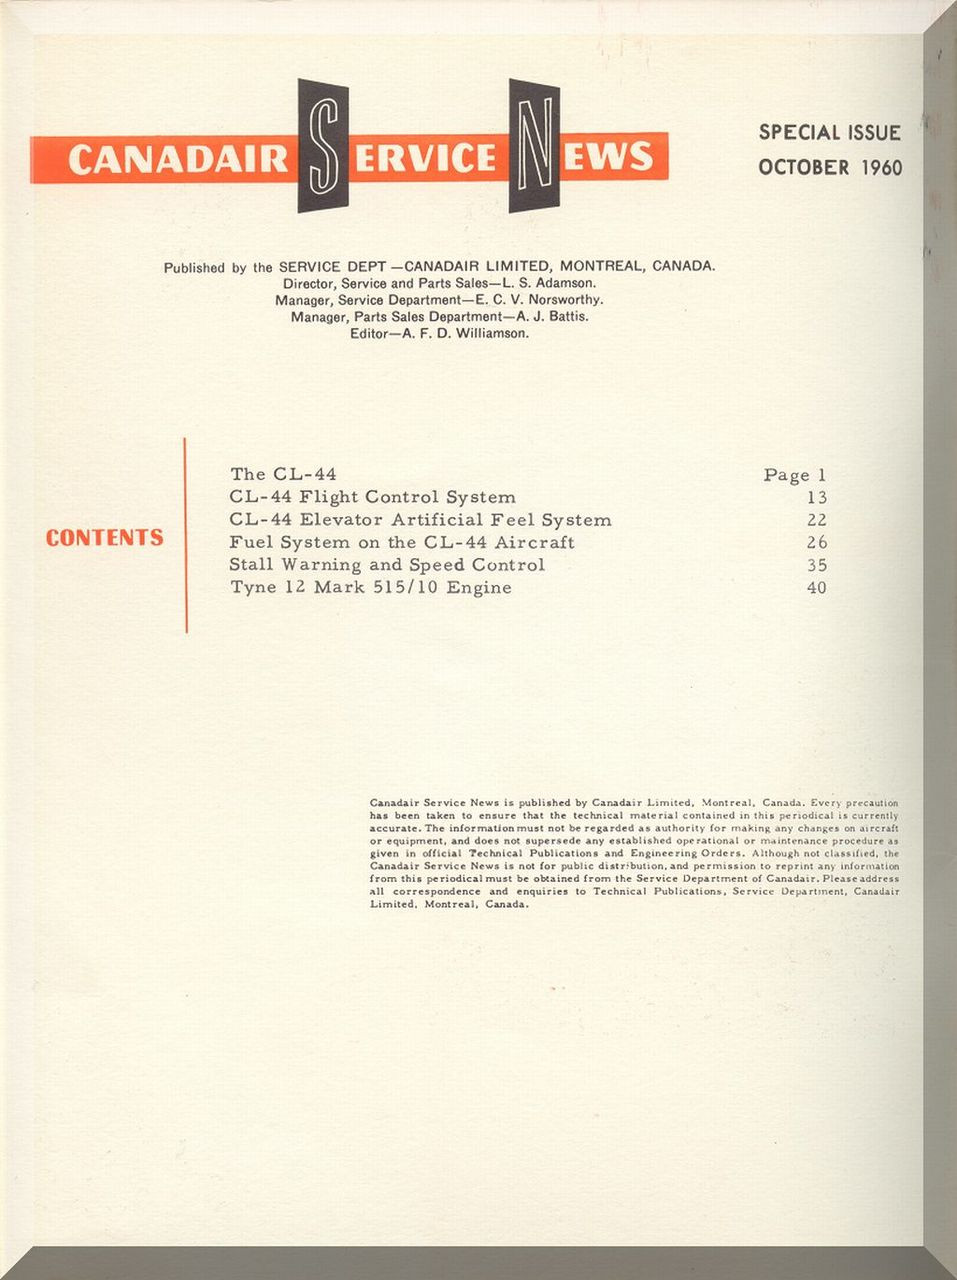 CANADAIR SERVICE NEWS
SPECIAL ISSUE
OCTOBER 1960
Published by the SERVICE DEPT —CANADAIR LIMITED, MONTREAL, CANADA.
Director, Service and Parts Sales—L. S. Adamson.
Manager, Service Department—E. C. V. Norsworthy.
Manager, Parts Sales Department—A. J. Battis.
Editor—A. F. D. Williamson.
CONTENTS
The CL-44 Page 1
CL-44 Flight Control System 13
CL-44 Elevator Artificial Feel System 22
Fuel System on the CL-44 Aircraft 26
Stall Warning and Speed Control 35
Tyne 12 Mark 515/10 Engine 40
Canadair Service News is published by Canadair Limited, Montreal, Canada. Every precaution
has been taken to ensure that the technical material contained in this periodical is currently
accurate. The information must not be regarded as authority for making any changes on aircraft
or equipment, and does not supersede any established operational or maintenance procedure as
given in official Technical Publications and Engineering Orders. Although not classified, the
Canadair Service News is not for public distribution, and permission to reprint any information
from this periodical must be obtained from the Service Department of Canadair. Please address
all correspondence and enquiries to Technical Publications, Service Department, Canadair
Limited, Montreal, Canada.